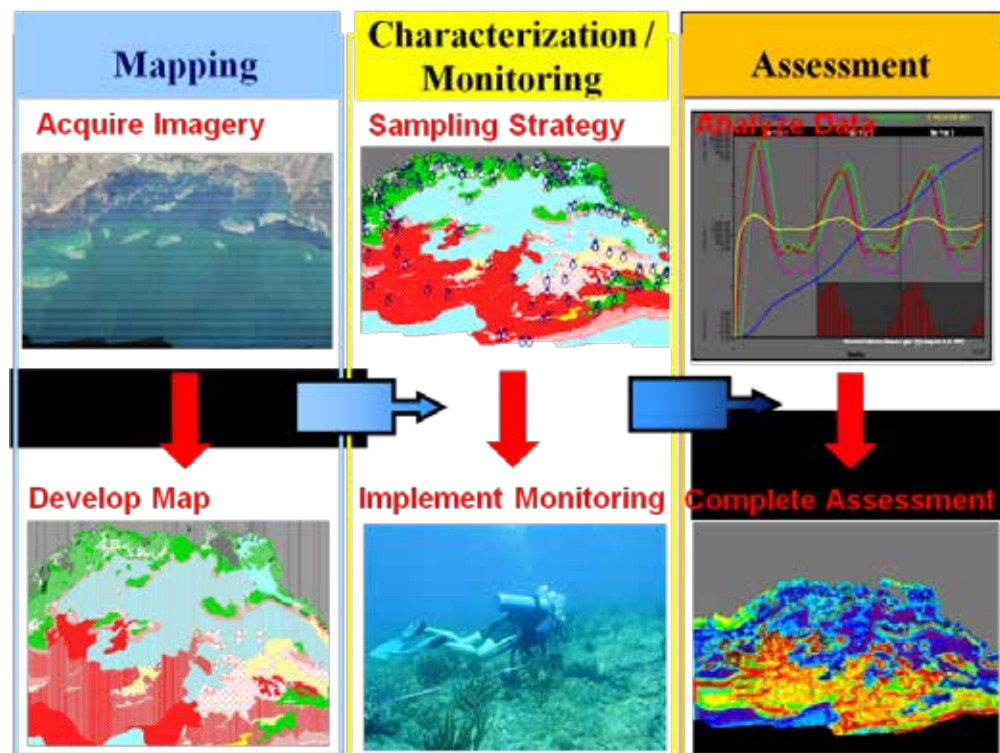 Mapping
Characterization /
Monitoring
Assessment
Acquire Imagery
Sampling Strategy
Analyze Data
Develop Map
Implement Monitoring
Complete Assessment